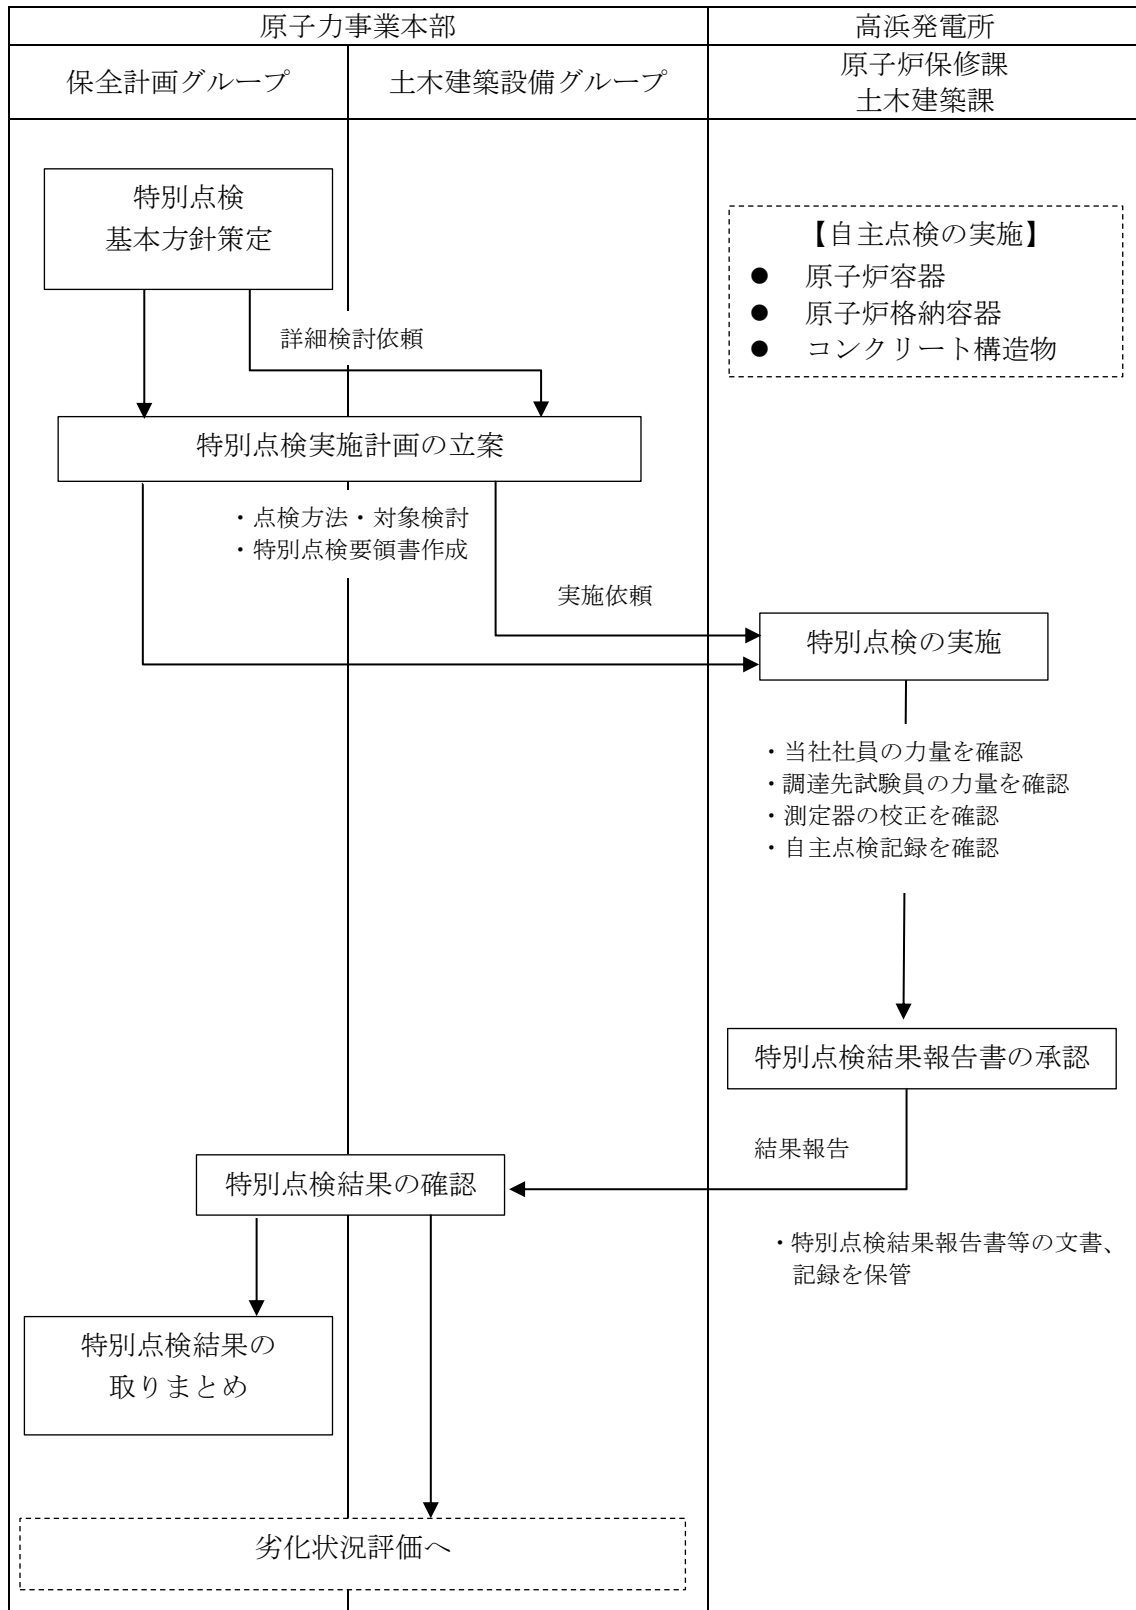 原子力事業本部
高浜発電所
保全計画グループ
土木建築設備グループ
原子炉保修課
土木建築課
特別点検
基本方針策定
【自主点検の実施】
● 原子炉容器
● 原子炉格納容器
● コンクリート構造物
詳細検討依頼
特別点検実施計画の立案
・点検方法・対象検討
・特別点検要領書作成
実施依頼
特別点検の実施
・当社社員の力量を確認
・調達先試験員の力量を確認
・測定器の校正を確認
・自主点検記録を確認
特別点検結果報告書の承認
結果報告
特別点検結果の確認
・特別点検結果報告書等の文書、
記録を保管
特別点検結果の
取りまとめ
劣化状況評価へ